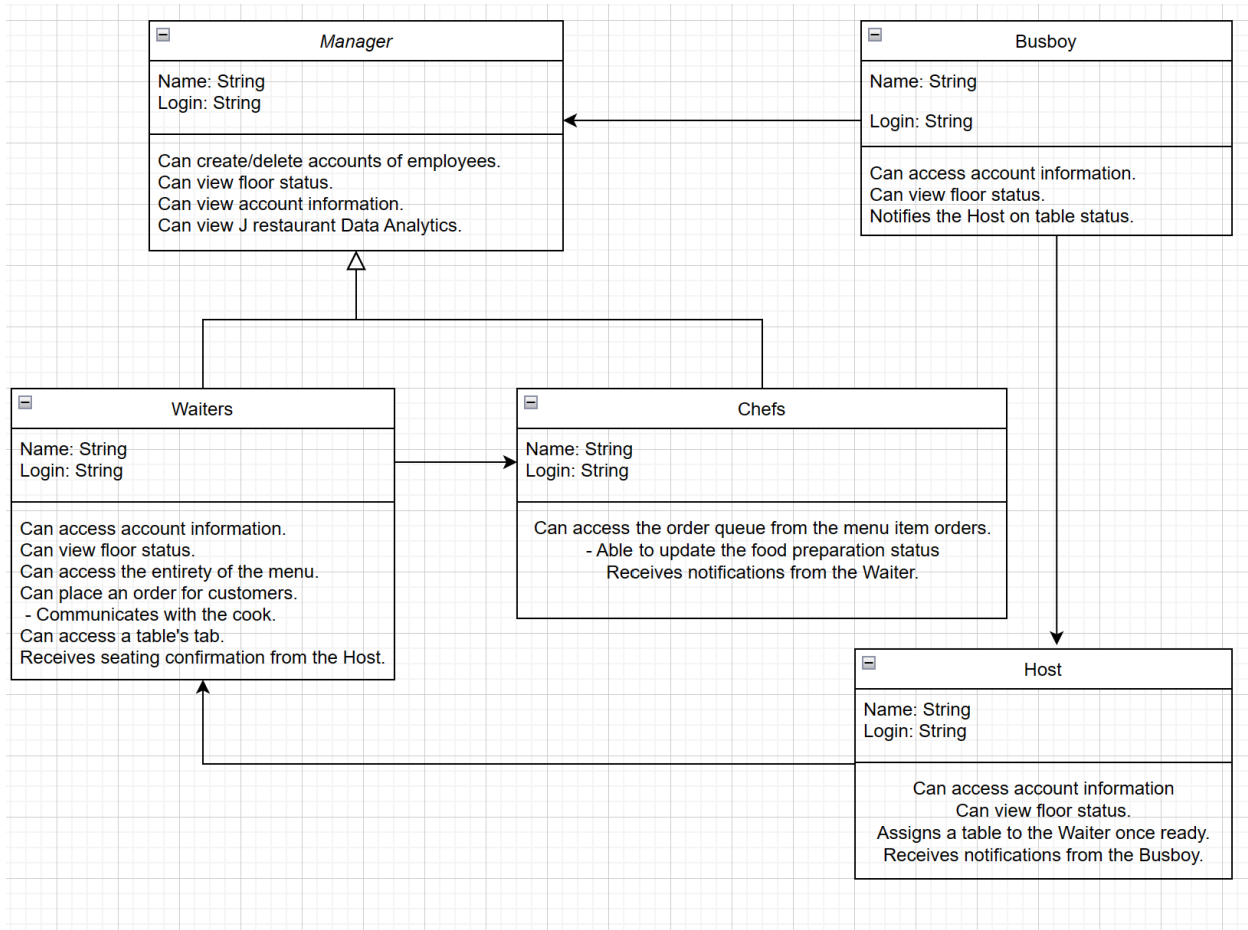 Manager
Name: String
Login: String
Can create/delete accounts of employees.
Can view floor status.
Can view account information.
Can view J restaurant Data Analytics.
Busboy
Name: String
Login: String
Can access account information.
Can view floor status.
Notifies the Host on table status.
Waiters
Name: String
Login: String
Can access account information.
Can view floor status.
Can access the entirety of the menu.
Can place an order for customers.
- Communicates with the cook.
Can access a table's tab.
Receives seating confirmation from the Host.
Chefs
Name: String
Login: String
Can access the order queue from the menu item orders.
- Able to update the food preparation status
Receives notifications from the Waiter.
Host
Name: String
Login: String
Can access account information
Can view floor status.
Assigns a table to the Waiter once ready.
Receives notifications from the Busboy.